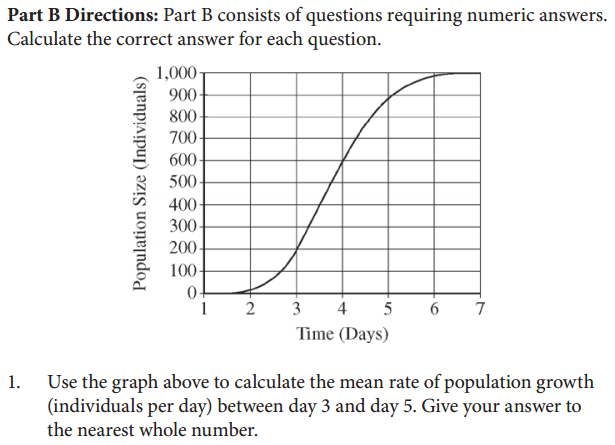 Part B Directions: Part B consists of questions requiring numeric answers.
Calculate the correct answer for each question.
Population Size (Individuals)
1,000
900
800
700
600
500
400
300
200
100
0
1 2 3 4 5 6 7
Time (Days)
1. Use the graph above to calculate the mean rate of population growth
(individuals per day) between day 3 and day 5. Give your answer to
the nearest whole number.